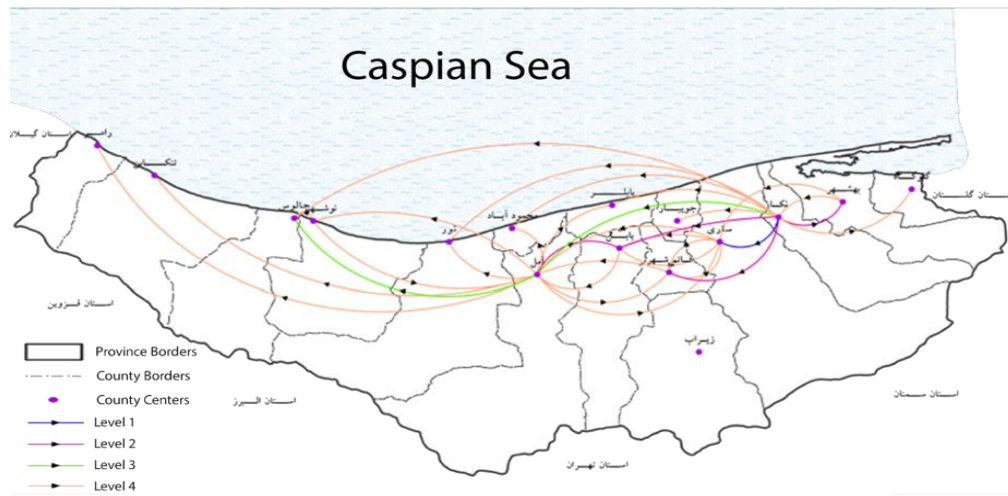 Caspian Sea
استان گیلان
رامسر
تنکابن
چالوس
نوشهر
نور
محمود آباد
بابلسر
جویبار
نکا
بهشهر
بابل
ساری
آمل
قائم شهر
زیراب
استان قزوین
استان البرز
استان تهران
استان سمنان
Province Borders
County Borders
County Centers
Level 1
Level 2
Level 3
Level 4